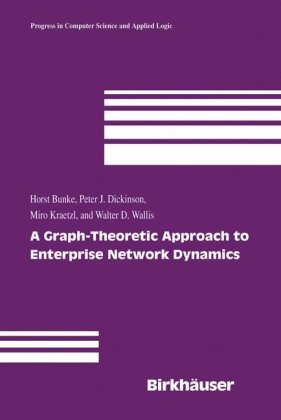 Progress in Computer Science and Applied Logic
Horst Bunke, Peter J. Dickinson,
Miro Kraetzl, and Walter D. Wallis
A Graph-Theoretic Approach to
Enterprise Network Dynamics
Birkhäuser